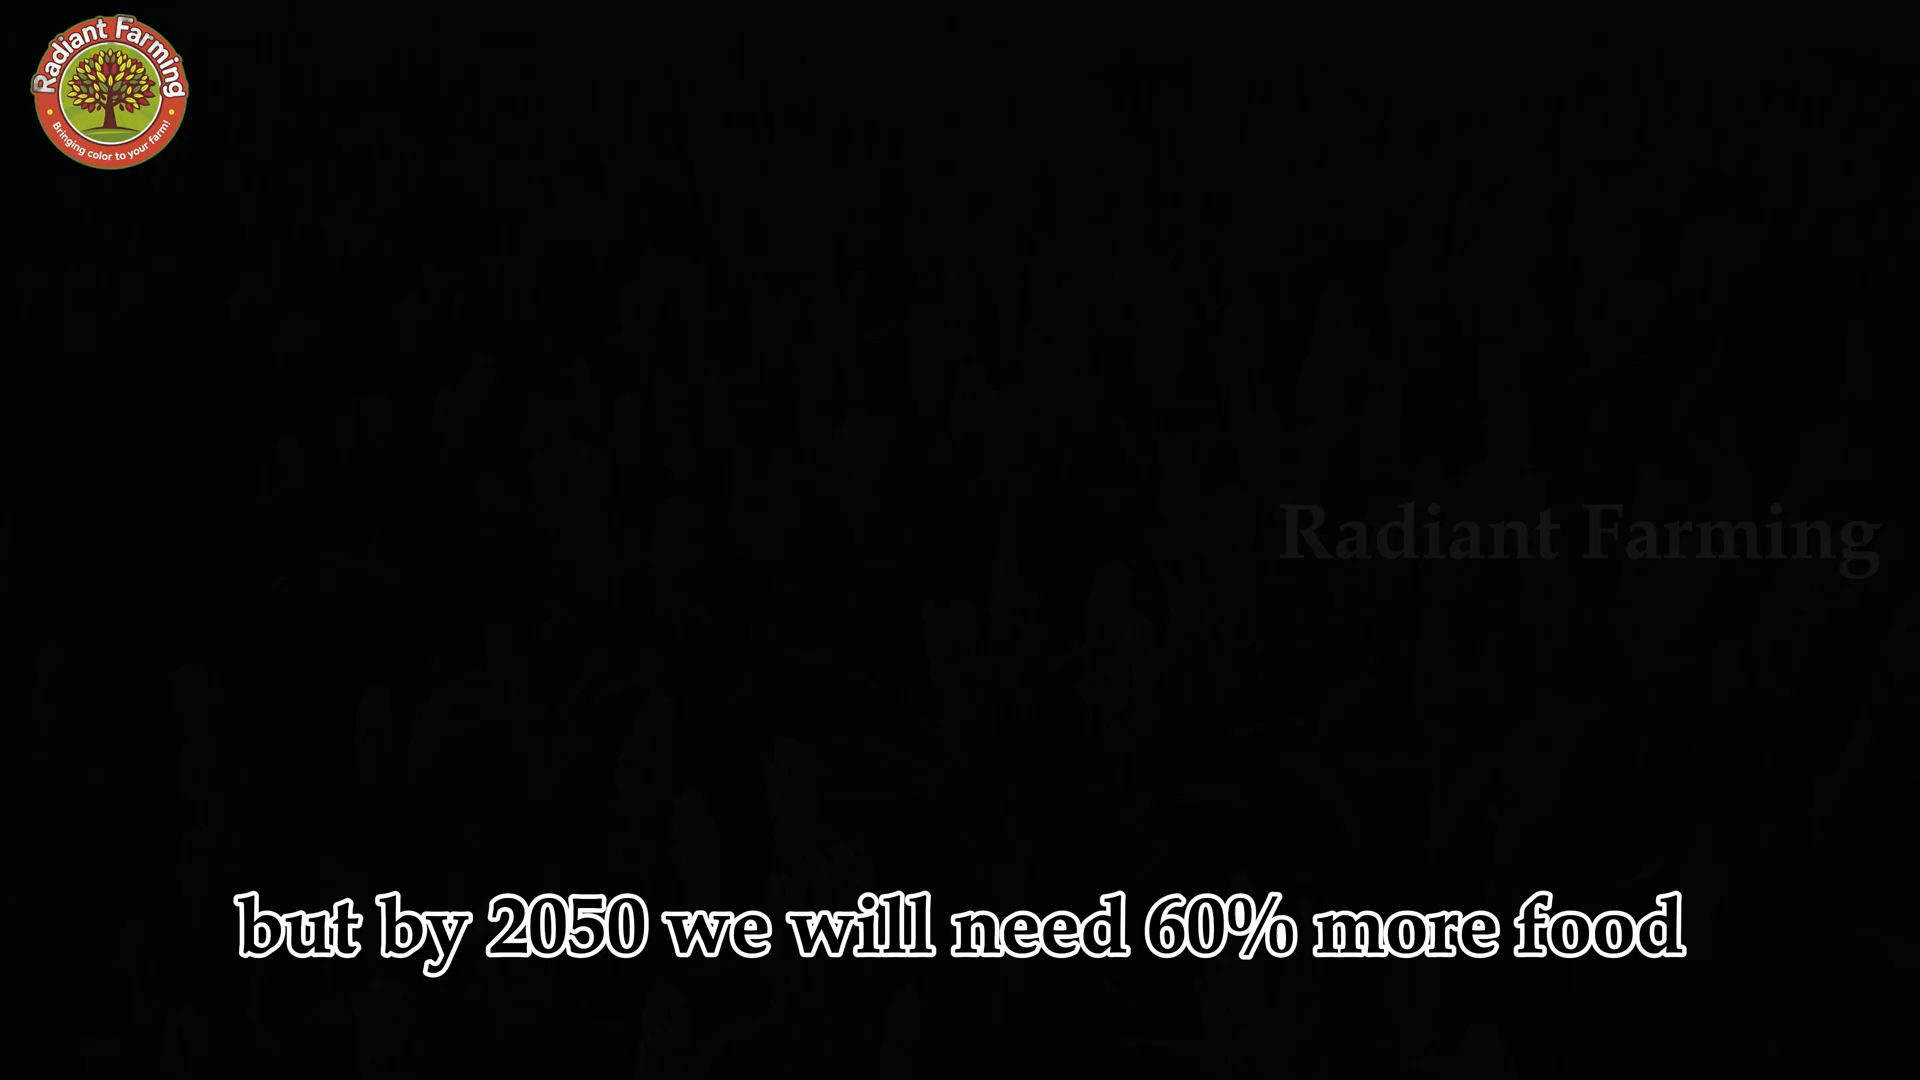 Radiant Farming
Bringing color to your farm!
Radiant Farming
but by 2050 we will need 60% more food